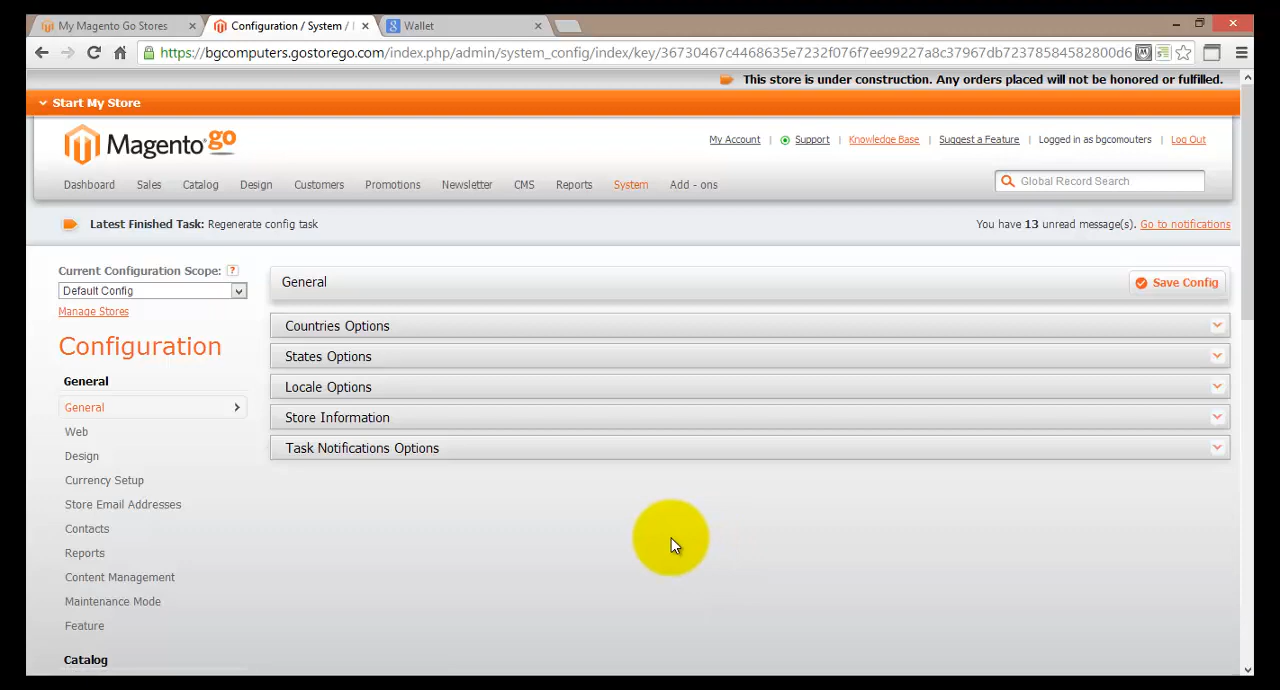 My Magento Go Stores
Configuration / System /
Wallet
https://bgcomputers.gostorego.com/index.php/admin/system_config/index/key/36730467c4468635e7232f016f7ee99227a8c37967db72378584582800d6
This store is under construction. Any orders placed will not be honored or fulfilled.
Start My Store
Magento go
My Account | Support | Knowledge Base | Suggest a Feature | Logged in as bgcomouters | Log Out
Dashboard Sales Catalog Design Customers Promotions Newsletter CMS Reports System Add - ons
Global Record Search
Latest Finished Task: Regenerate config task
You have 13 unread message(s). Go to notifications
Current Configuration Scope: ?
Default Config
Manage Stores
Configuration
General
General
Web
Design
Currency Setup
Store Email Addresses
Contacts
Reports
Content Management
Maintenance Mode
Feature
Catalog
General
Save Config
Countries Options
States Options
Locale Options
Store Information
Task Notifications Options